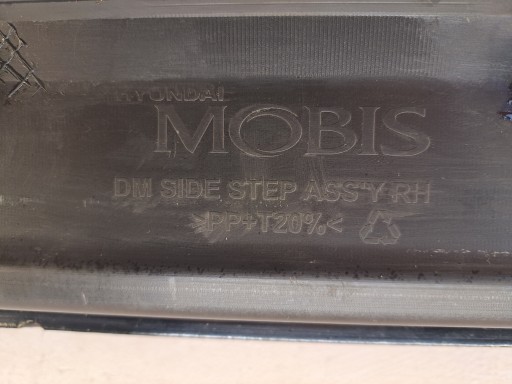 HYUNDAI
MOBIS
DM SIDE STEP ASS'Y-RH
>PP+T20%<